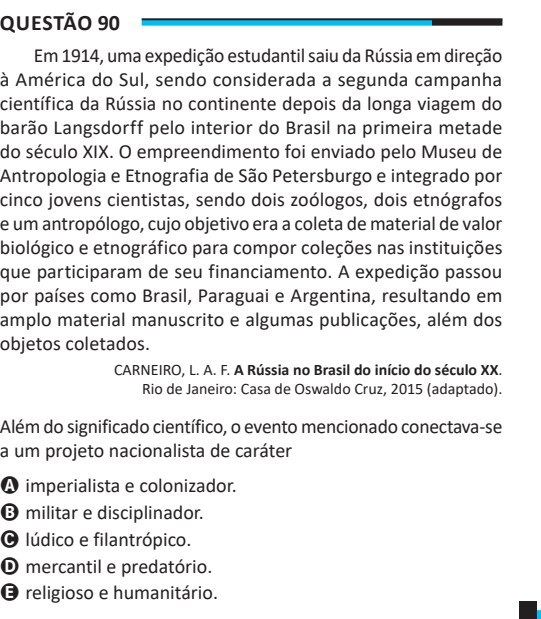 QUESTÃO 90
Em 1914, uma expedição estudantil saiu da Rússia em direção
à América do Sul, sendo considerada a segunda campanha
científica da Rússia no continente depois da longa viagem do
barão Langsdorff pelo interior do Brasil na primeira metade
do século XIX. O empreendimento foi enviado pelo Museu de
Antropologia e Etnografia de São Petersburgo e integrado por
cinco jovens cientistas, sendo dois zoólogos, dois etnógrafos
e um antropólogo, cujo objetivo era a coleta de material de valor
biológico e etnográfico para compor coleções nas instituições
que participaram de seu financiamento. A expedição passou
por países como Brasil, Paraguai e Argentina, resultando em
amplo material manuscrito e algumas publicações, além dos
objetos coletados.
CARNEIRO, L. A. F. A Rússia no Brasil do início do século XX.
Rio de Janeiro: Casa de Oswaldo Cruz, 2015 (adaptado).
Além do significado científico, o evento mencionado conectava-se
a um projeto nacionalista de caráter
A imperialista e colonizador.
B militar e disciplinador.
C lúdico e filantrópico.
D mercantil e predatório.
E religioso e humanitário.